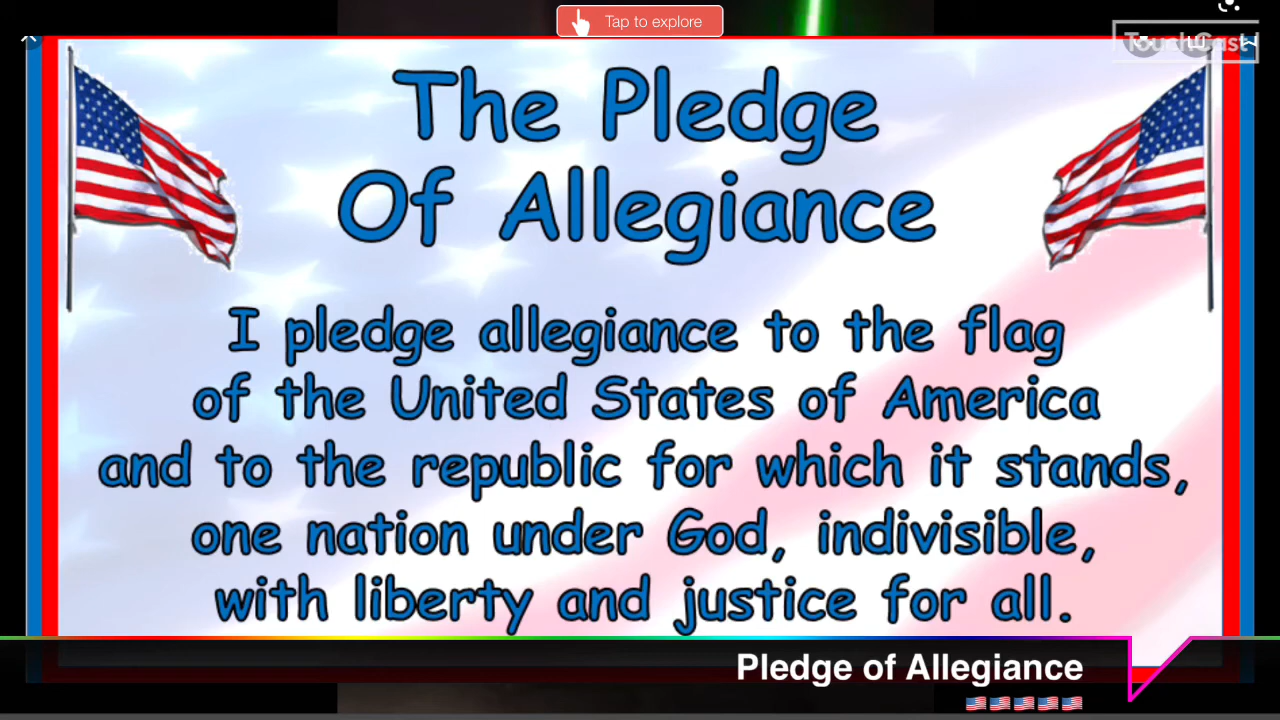 Tap to explore
TouchCast
The Pledge
Of Allegiance
I pledge allegiance to the flag
of the United States of America
and to the republic for which it stands,
one nation under God, indivisible,
with liberty and justice for all.
Pledge of Allegiance
🇺🇸🇺🇸🇺🇸🇺🇸🇺🇸